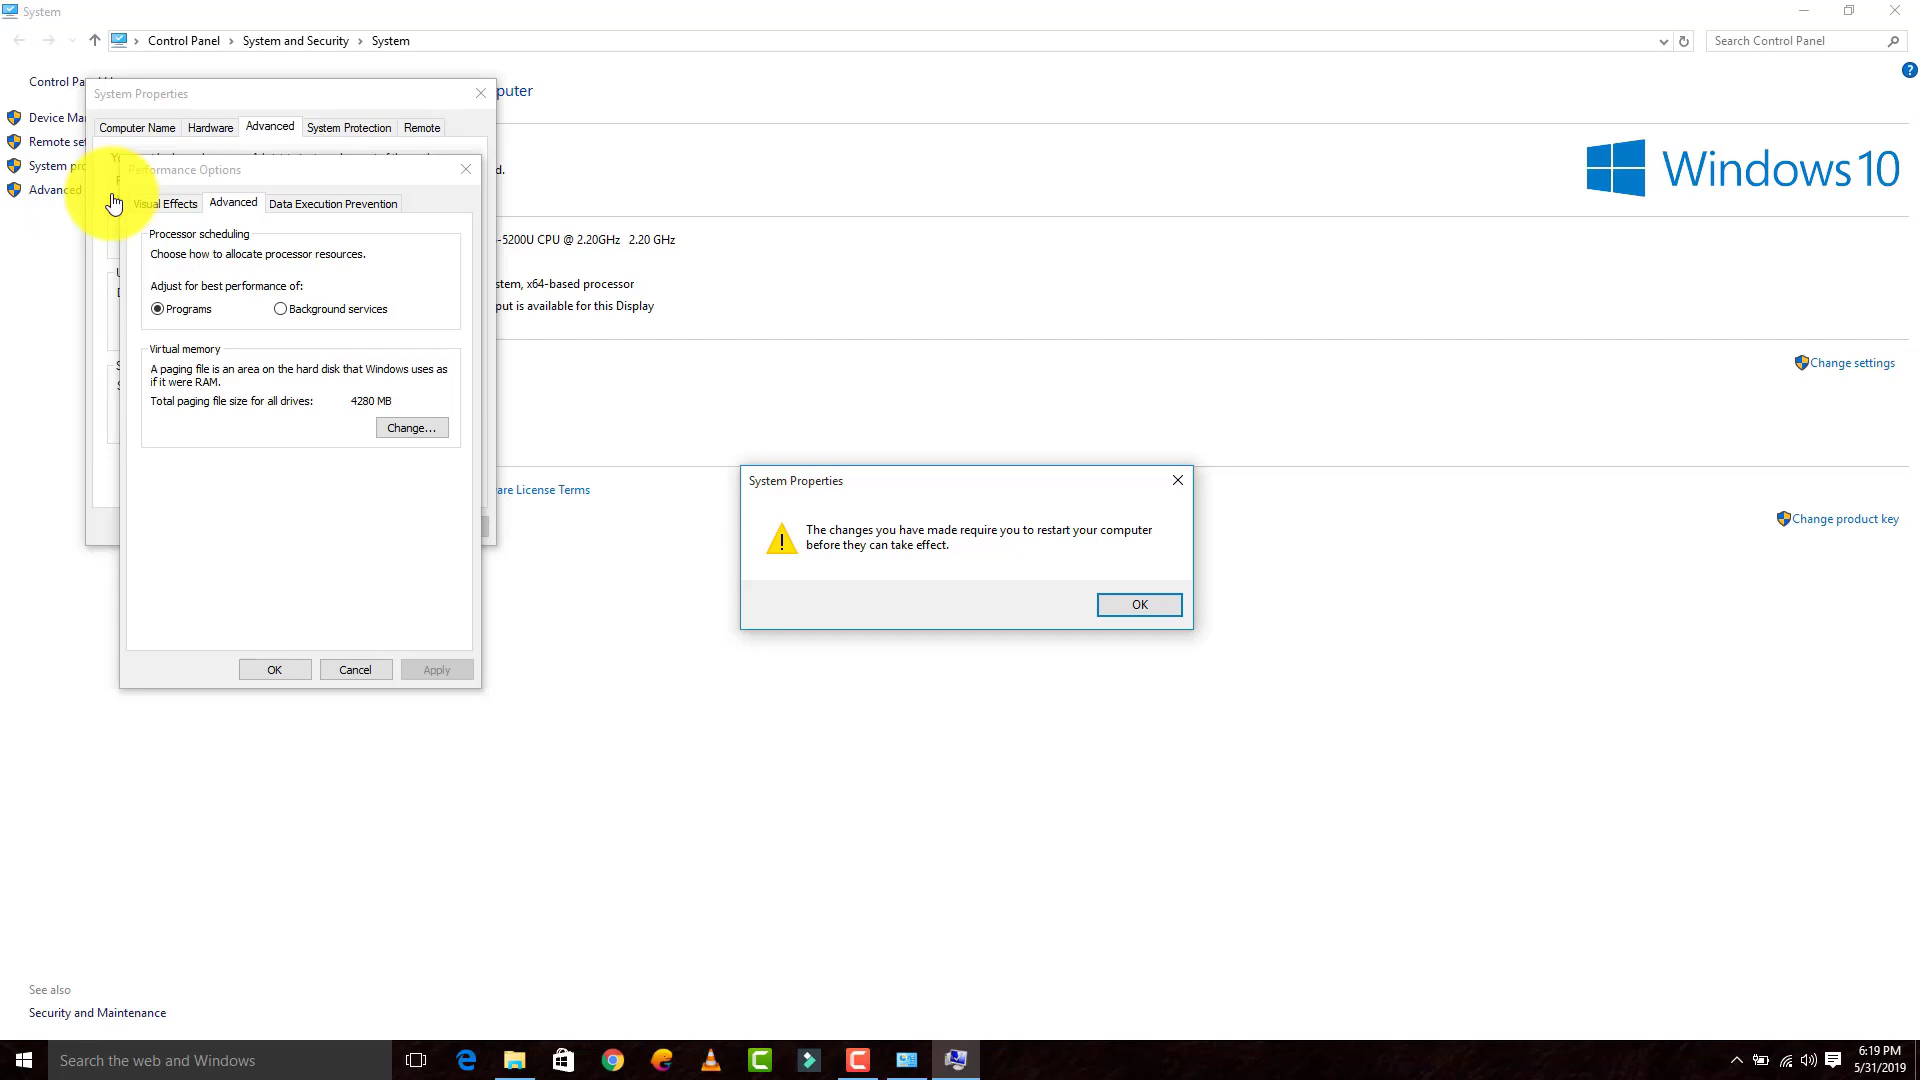 System
Control Panel
System and Security
System
Search Control Panel
Control Pa
Device Ma
Remote se
System pro
Advanced
System Properties
Computer Name
Hardware
Advanced
System Protection
Remote
Performance Options
Visual Effects
Advanced
Data Execution Prevention
Processor scheduling
Choose how to allocate processor resources.
Adjust for best performance of:
Programs
Background services
Virtual memory
A paging file is an area on the hard disk that Windows uses as
if it were RAM.
Total paging file size for all drives: 4280 MB
Change...
OK
Cancel
Apply
puter
d.
-5200U CPU @ 2.20GHz 2.20 GHz
stem, x64-based processor
put is available for this Display
are License Terms
Windows 10
Change settings
Change product key
System Properties
The changes you have made require you to restart your computer
before they can take effect.
OK
See also
Security and Maintenance
Search the web and Windows
6:19 PM
5/31/2019